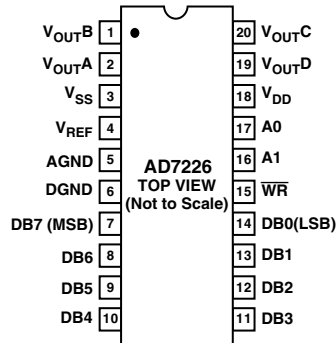 VOUTB 1 20 VOUTC
VOUTA 2 19 VOUTD
VSS 3 18 VDD
VREF 4 17 A0
AGND 5 16 A1
DGND 6 15 WR
DB7 (MSB) 7 14 DB0(LSB)
DB6 8 13 DB1
DB5 9 12 DB2
DB4 10 11 DB3
AD7226
TOP VIEW
(Not to Scale)